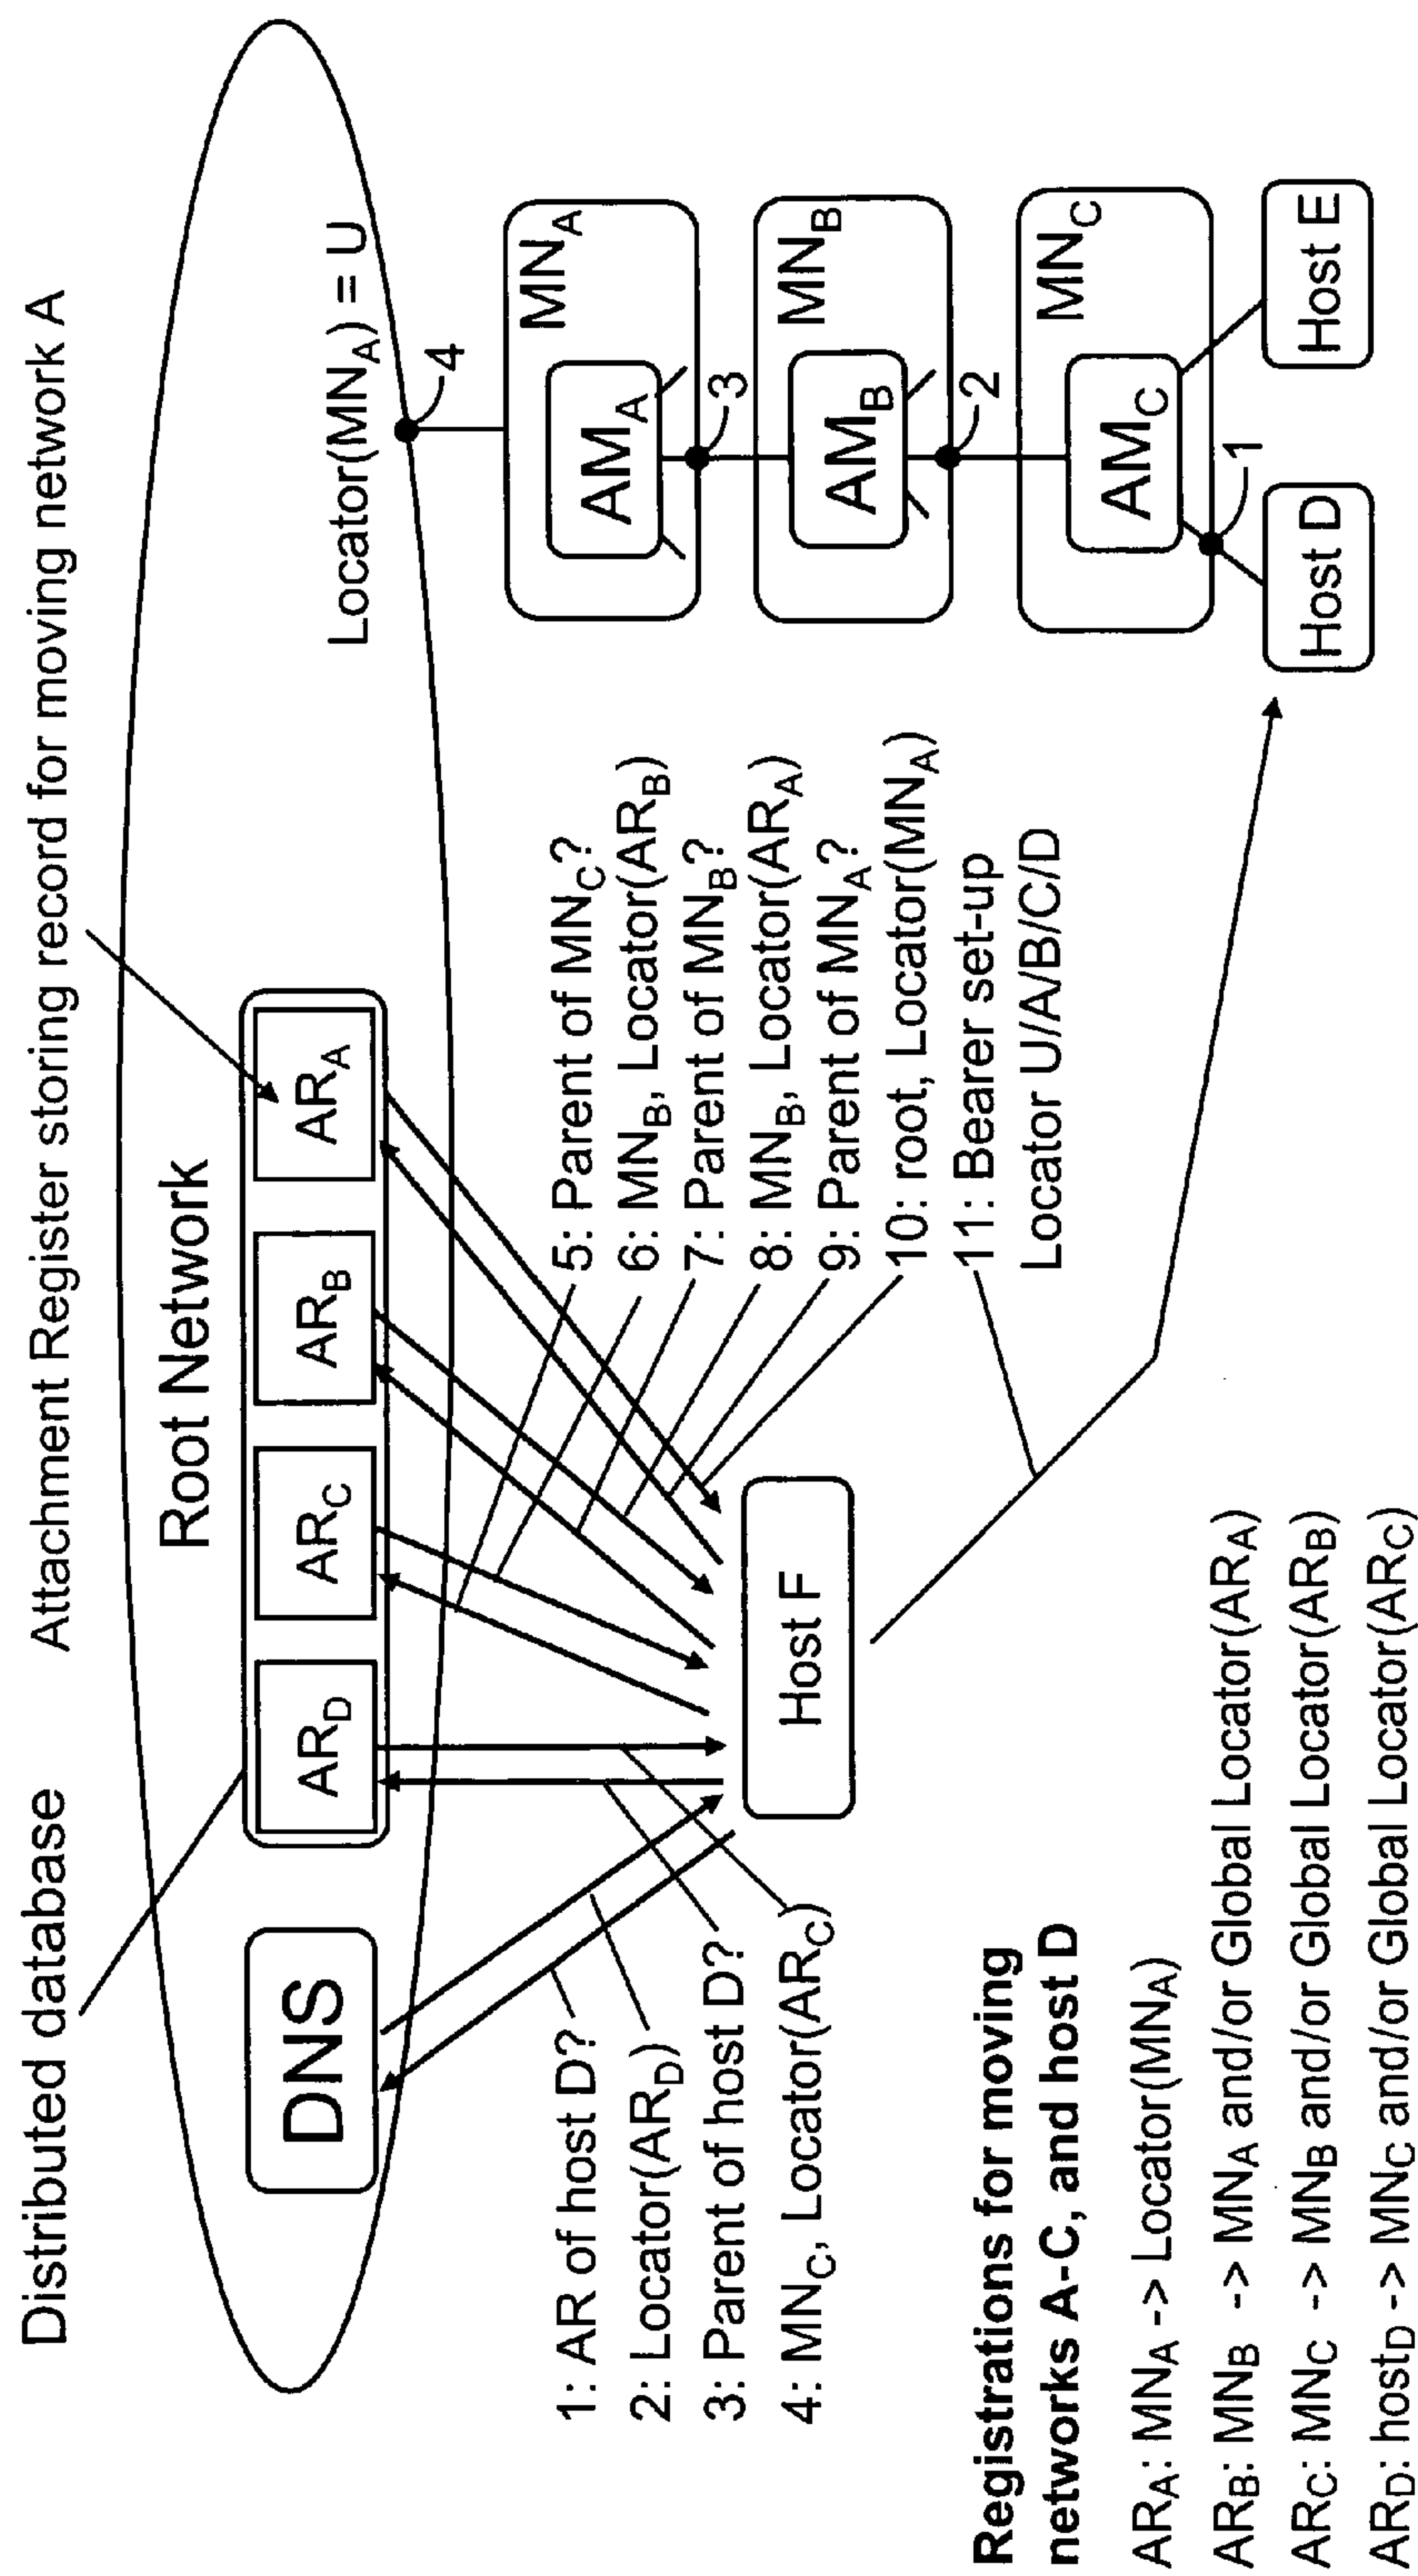 Attachment Register storing record for moving network A
Distributed database
Root Network
DNS
AR_D
AR_C
AR_B
AR_A
Locator(MN_A) = U
4
MN_A
AM_A
3
MN_B
AM_B
2
MN_C
AM_C
1
Host D
Host E
Host F
1: AR of host D?
2: Locator(AR_D)
3: Parent of host D?
4: MN_C, Locator(AR_C)
5: Parent of MN_C?
6: MN_B, Locator(AR_B)
7: Parent of MN_B?
8: MN_B, Locator(AR_A)
9: Parent of MN_A?
10: root, Locator(MN_A)
11: Bearer set-up
Locator U/A/B/C/D
Registrations for moving
networks A-C, and host D
AR_A: MN_A -> Locator(MN_A)
AR_B: MN_B -> MN_A and/or Global Locator(AR_A)
AR_C: MN_C -> MN_B and/or Global Locator(AR_B)
AR_D: host_D -> MN_C and/or Global Locator(AR_C)